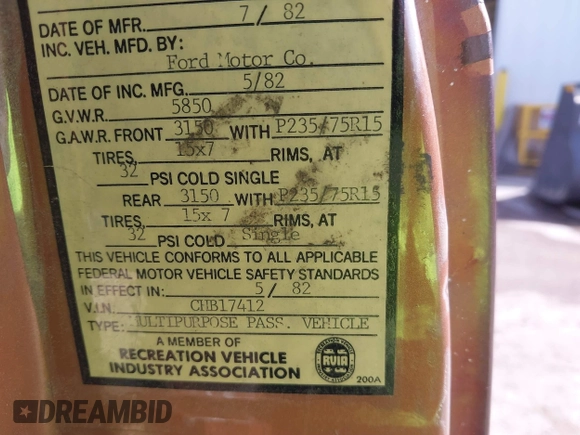 DATE OF MFR. 7 / 82
INC. VEH. MFD. BY:
Ford Motor Co.
DATE OF INC. MFG. 5/82
G.V.W.R. 5850
G.A.W.R. FRONT 3150 WITH P235/75R15
TIRES, 15x7 RIMS, AT
32 PSI COLD SINGLE
REAR 3150 WITH P235/75R15
TIRES, 15x 7 RIMS, AT
32 PSI COLD Single
THIS VEHICLE CONFORMS TO ALL APPLICABLE
FEDERAL MOTOR VEHICLE SAFETY STANDARDS
IN EFFECT IN: 5 / 82
V.I.N. CHB17412
TYPE: MULTIPURPOSE PASS. VEHICLE
A MEMBER OF
RECREATION VEHICLE
INDUSTRY ASSOCIATION
RVIA
200A
DREAMBID